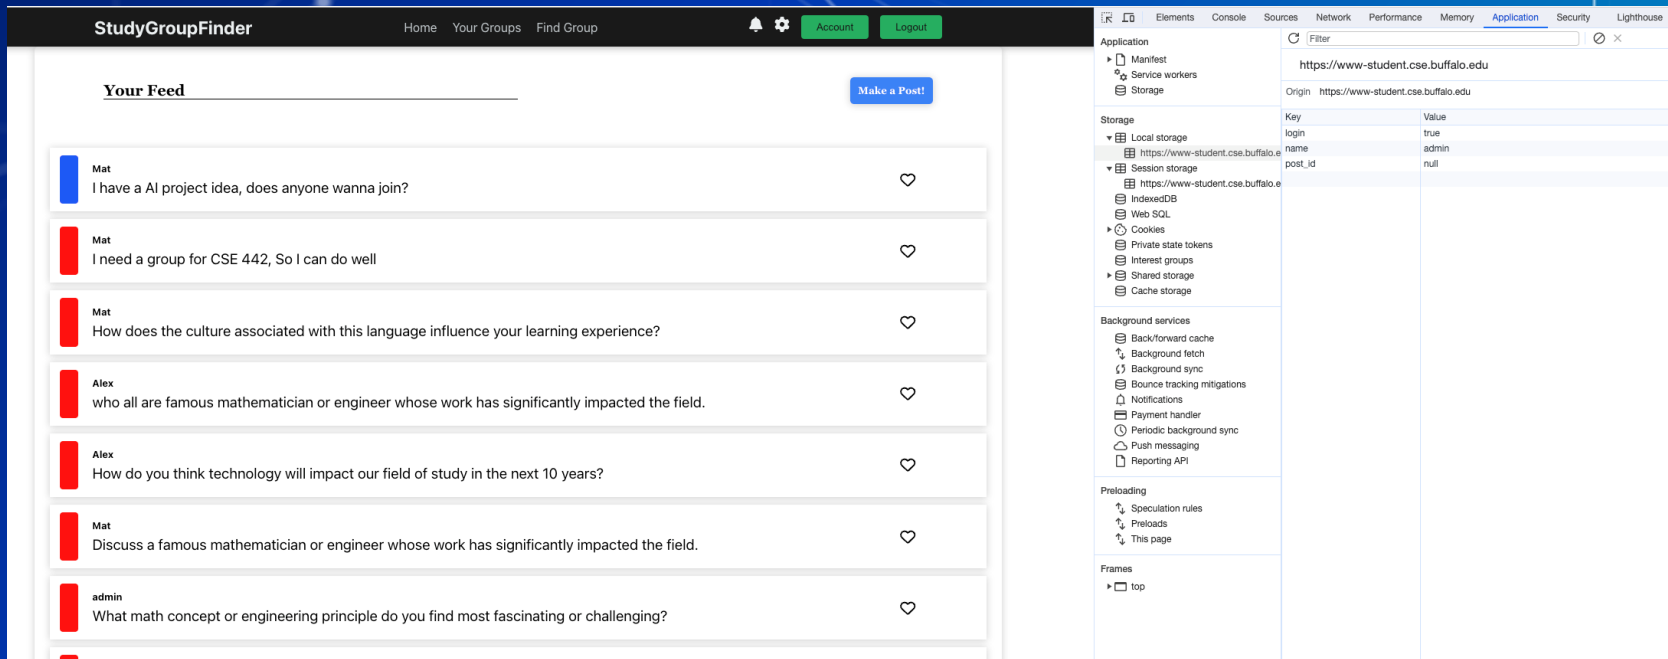 StudyGroupFinder
Home Your Groups Find Group
Account
Logout
Your Feed
Make a Post!
Mat
I have a AI project idea, does anyone wanna join?
Mat
I need a group for CSE 442, So I can do well
Mat
How does the culture associated with this language influence your learning experience?
Alex
who all are famous mathematician or engineer whose work has significantly impacted the field.
Alex
How do you think technology will impact our field of study in the next 10 years?
Mat
Discuss a famous mathematician or engineer whose work has significantly impacted the field.
admin
What math concept or engineering principle do you find most fascinating or challenging?
Elements Console Sources Network Performance Memory Application Security Lighthouse
Application
Manifest
Service workers
Storage
Storage
Local storage
https://www-student.cse.buffalo.e
Session storage
https://www-student.cse.buffalo.e
IndexedDB
Web SQL
Cookies
Private state tokens
Interest groups
Shared storage
Cache storage
Background services
Back/forward cache
Background fetch
Background sync
Bounce tracking mitigations
Notifications
Payment handler
Periodic background sync
Push messaging
Reporting API
Preloading
Speculation rules
Preloads
This page
Frames
top
Filter
https://www-student.cse.buffalo.edu
Origin https://www-student.cse.buffalo.edu
Key Value
login true
name admin
post_id null